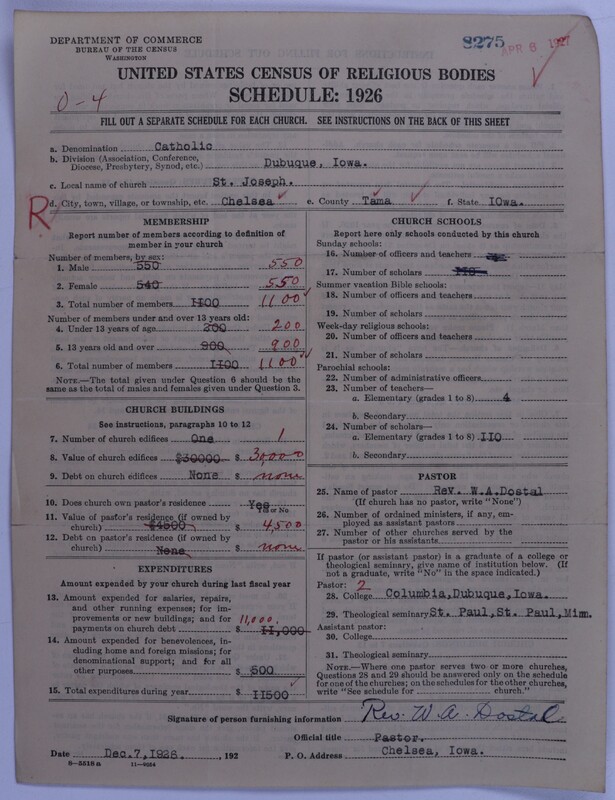 DEPARTMENT OF COMMERCE
BUREAU OF THE CENSUS
WASHINGTON
8275
APR 6 1927
UNITED STATES CENSUS OF RELIGIOUS BODIES
SCHEDULE: 1926
0-4
FILL OUT A SEPARATE SCHEDULE FOR EACH CHURCH. SEE INSTRUCTIONS ON THE BACK OF THIS SHEET
a. Denomination Catholic
b. Division (Association, Conference, Diocese, Presbytery, Synod, etc.) Dubuque, Iowa.
c. Local name of church St. Joseph.
R
d. City, town, village, or township, etc. Chelsea e. County Tama f. State IOwa.
MEMBERSHIP
Report number of members according to definition of
member in your church
Number of members, by sex:
1. Male 550 550
2. Female 540 550
3. Total number of members 1100 1100
Number of members under and over 13 years old:
4. Under 13 years of age 200 200
5. 13 years old and over 900 900
6. Total number of members 1100 1100
NOTE.—The total given under Question 6 should be
same as the total of males and females given under Question 3.
CHURCH BUILDINGS
See instructions, paragraphs 10 to 12
7. Number of church edifices One 1
8. Value of church edifices $30000 $ 30,000
9. Debt on church edifices None $ none
10. Does church own pastor's residence Yes
Yes or No
11. Value of pastor's residence (if owned by
church) $4500 $ 4,500
12. Debt on pastor's residence (if owned by
church) None $ none
EXPENDITURES
Amount expended by your church during last fiscal year
13. Amount expended for salaries, repairs,
and other running expenses; for im-
provements or new buildings; and for 11,000.
payments on church debt $ 11,000
14. Amount expended for benevolences, in-
cluding home and foreign missions; for
denominational support; and for all
other purposes $ 500
15. Total expenditures during year $ 11500
CHURCH SCHOOLS
Report here only schools conducted by this church
Sunday schools:
16. Number of officers and teachers
17. Number of scholars
Summer vacation Bible schools:
18. Number of officers and teachers
19. Number of scholars
Week-day religious schools:
20. Number of officers and teachers
21. Number of scholars
Parochial schools:
22. Number of administrative officers
23. Number of teachers—
a. Elementary (grades 1 to 8) 4
b. Secondary
24. Number of scholars—
a. Elementary (grades 1 to 8) 110
b. Secondary
PASTOR
25. Name of pastor Rev. W.A.Dostal
(If church has no pastor, write "None")
26. Number of ordained ministers, if any, em-
ployed as assistant pastors
27. Number of other churches served by the
pastor or his assistants
If pastor (or assistant pastor) is a graduate of a college or
theological seminary, give name of institution below. (If
not a graduate, write "No" in the space indicated.)
Pastor: 2
28. College Columbia,Dubuque,Iowa.
29. Theological seminary St. Paul,St. Paul,Minn.
Assistant pastor:
30. College
31. Theological seminary
NOTE.—Where one pastor serves two or more churches,
Questions 28 and 29 should be answered only on the schedule
for one of the churches; on the schedules for the other churches,
write "See schedule for church."
Signature of person furnishing information Rev. W. A. Dostal
Official title Pastor.
Date Dec.7,1926. , 192 P. O. Address Chelsea, Iowa.
8-5518a 11-9024